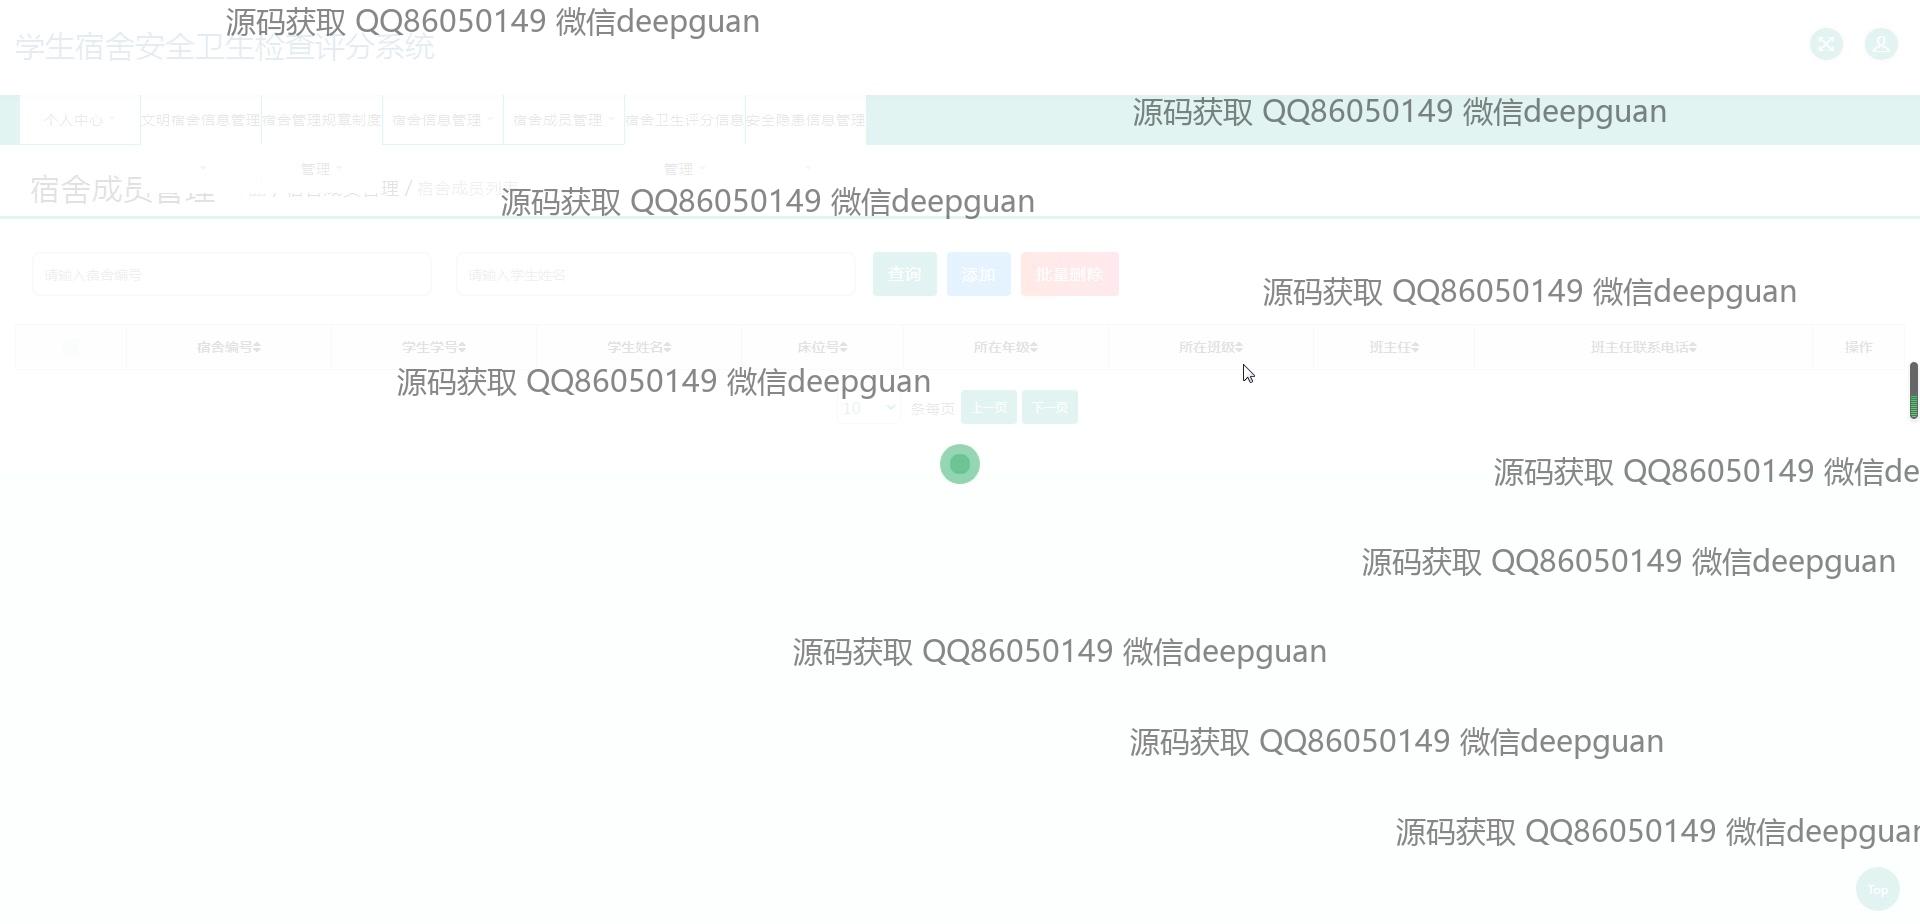 源码获取 QQ86050149 微信deepguan
学生宿舍安全卫生检查评分系统
源码获取 QQ86050149 微信deepguan
个人中心
文明宿舍信息管理
宿舍管理规章制度管理
宿舍信息管理
宿舍成员管理
宿舍卫生评分信息管理
安全隐患信息管理
宿舍成员管理
管理 / 宿舍成员列表
源码获取 QQ86050149 微信deepguan
请输入宿舍编号
请输入学生姓名
查询
添加
批量删除
源码获取 QQ86050149 微信deepguan
宿舍编号 学生学号 学生姓名 床位号 所在年级 所在班级 班主任 班主任联系电话 操作
源码获取 QQ86050149 微信deepguan
10 条每页 上一页 下一页
源码获取 QQ86050149 微信de
源码获取 QQ86050149 微信deepguan
源码获取 QQ86050149 微信deepguan
源码获取 QQ86050149 微信deepguan
源码获取 QQ86050149 微信deepguan
Top